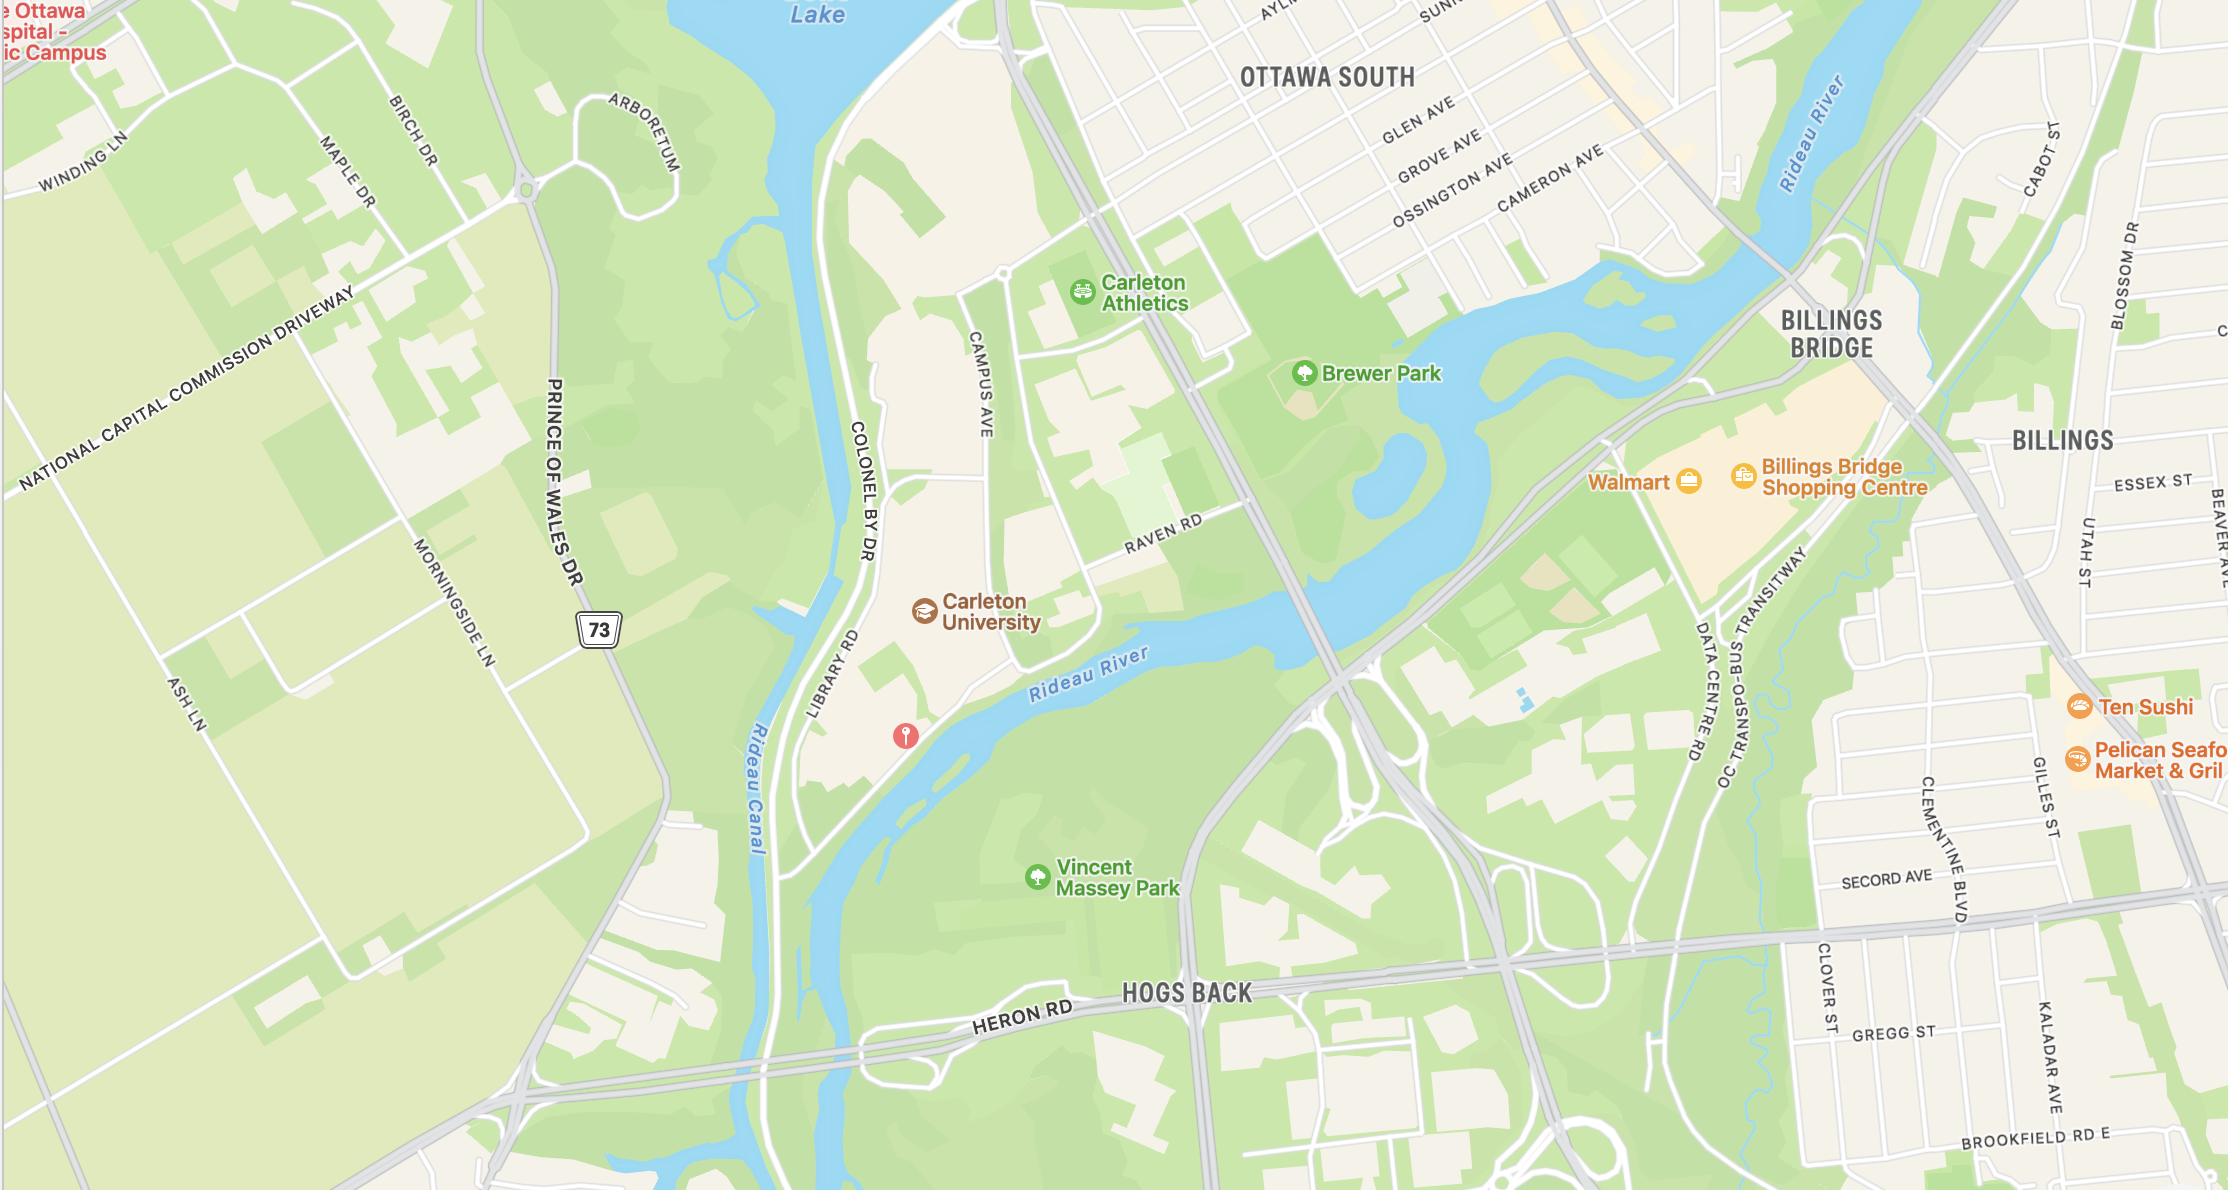 e Ottawa
spital -
ic Campus
Lake
OTTAWA SOUTH
Rideau River
ARBORETUM
BIRCH DR
MAPLE DR
WINDING LN
GLEN AVE
GROVE AVE
OSSINGTON AVE
CAMERON AVE
CABOT ST
BLOSSOM DR
NATIONAL CAPITAL COMMISSION DRIVEWAY
Carleton
Athletics
BILLINGS
BRIDGE
CAMPUS AVE
Brewer Park
PRINCE OF WALES DR
COLONEL BY DR
BILLINGS
Walmart
Billings Bridge
Shopping Centre
ESSEX ST
BEAVER AVE
UTAH ST
RAVEN RD
MORNINGSIDE LN
Carleton
University
73
LIBRARY RD
Rideau River
DATA CENTRE RD
OC TRANSPO-BUS TRANSITWAY
ASH LN
Ten Sushi
Pelican Seafo
Market & Gril
Rideau Canal
GILLES ST
CLEMENTINE BLVD
Vincent
Massey Park
SECORD AVE
HOGS BACK
HERON RD
CLOVER ST
GREGG ST
KALADAR AVE
BROOKFIELD RD E